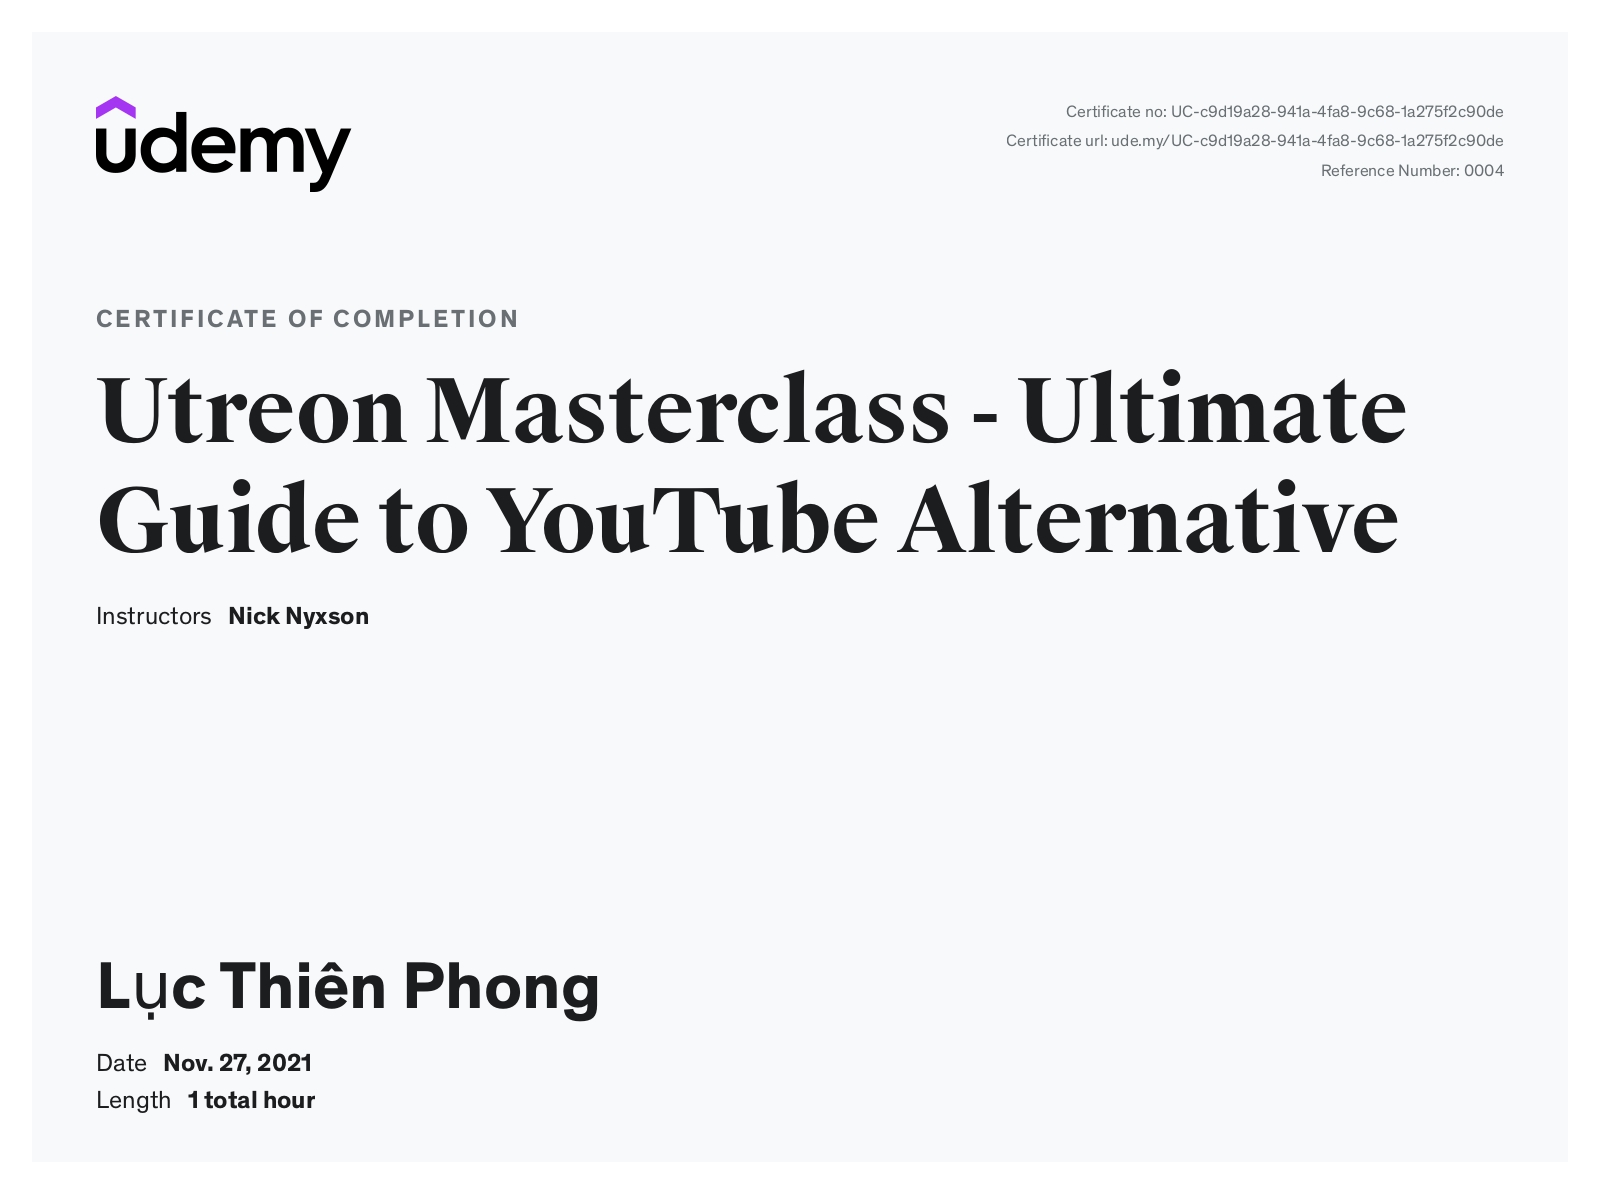 udemy
Certificate no: UC-c9d19a28-941a-4fa8-9c68-1a275f2c90de
Certificate url: ude.my/UC-c9d19a28-941a-4fa8-9c68-1a275f2c90de
Reference Number: 0004
CERTIFICATE OF COMPLETION
Utreon Masterclass - Ultimate
Guide to YouTube Alternative
Instructors Nick Nyxson
Lục Thiên Phong
Date Nov. 27, 2021
Length 1 total hour